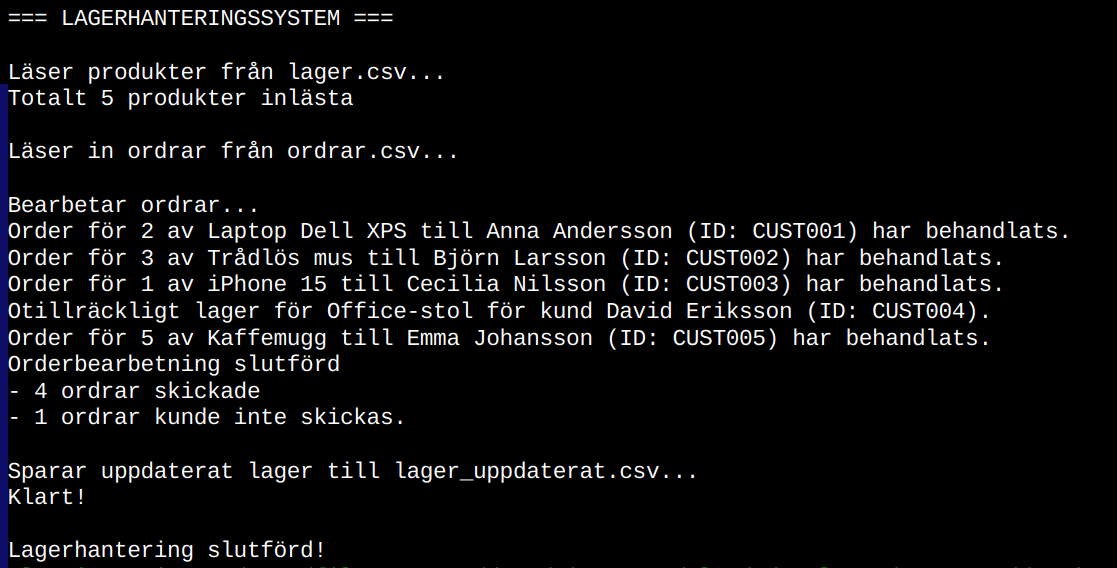 === LAGERHANTERINGSSYSTEM ===
Läser produkter från lager.csv...
Totalt 5 produkter inlästa
Läser in ordrar från ordrar.csv...
Bearbetar ordrar...
Order för 2 av Laptop Dell XPS till Anna Andersson (ID: CUST001) har behandlats.
Order för 3 av Trådlös mus till Björn Larsson (ID: CUST002) har behandlats.
Order för 1 av iPhone 15 till Cecilia Nilsson (ID: CUST003) har behandlats.
Otillräckligt lager för Office-stol för kund David Eriksson (ID: CUST004).
Order för 5 av Kaffemugg till Emma Johansson (ID: CUST005) har behandlats.
Orderbearbetning slutförd
- 4 ordrar skickade
- 1 ordrar kunde inte skickas.
Sparar uppdaterat lager till lager_uppdaterat.csv...
Klart!
Lagerhantering slutförd!